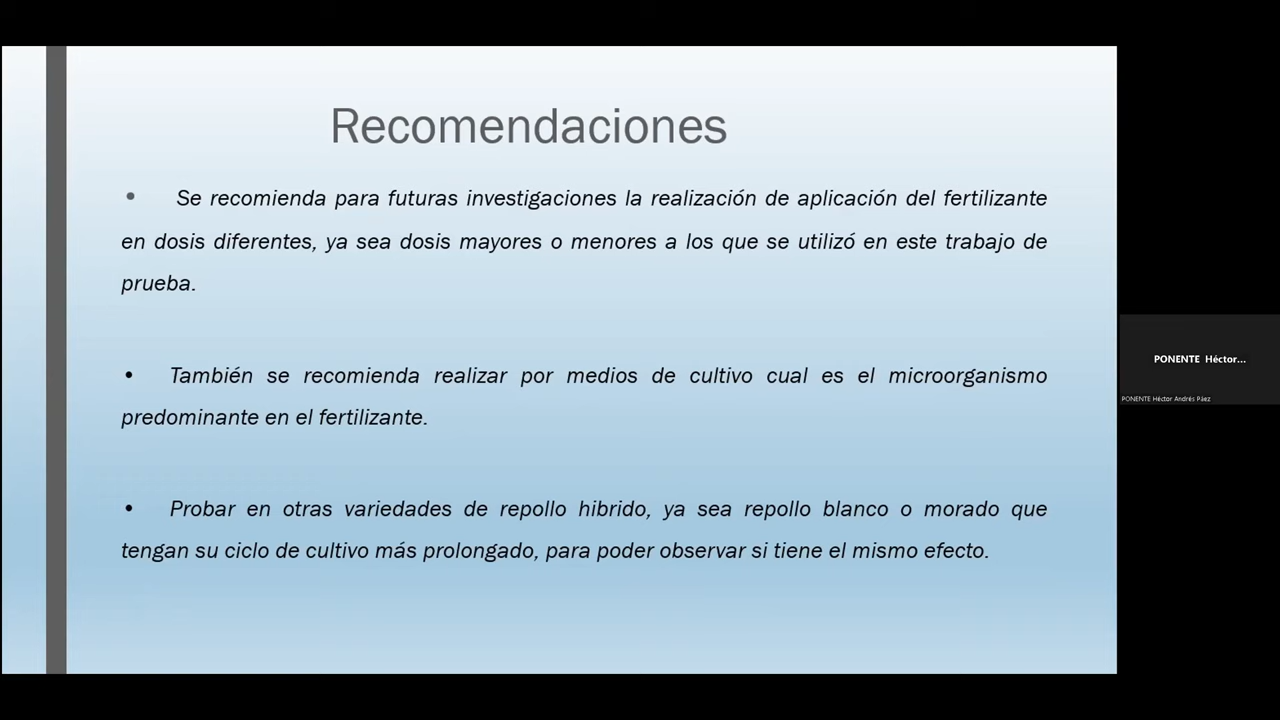 Recomendaciones
• Se recomienda para futuras investigaciones la realización de aplicación del fertilizante
en dosis diferentes, ya sea dosis mayores o menores a los que se utilizó en este trabajo de
prueba.
• También se recomienda realizar por medios de cultivo cual es el microorganismo
predominante en el fertilizante.
• Probar en otras variedades de repollo hibrido, ya sea repollo blanco o morado que
tengan su ciclo de cultivo más prolongado, para poder observar si tiene el mismo efecto.
PONENTE Héctor...
PONENTE Héctor Andrés Páez